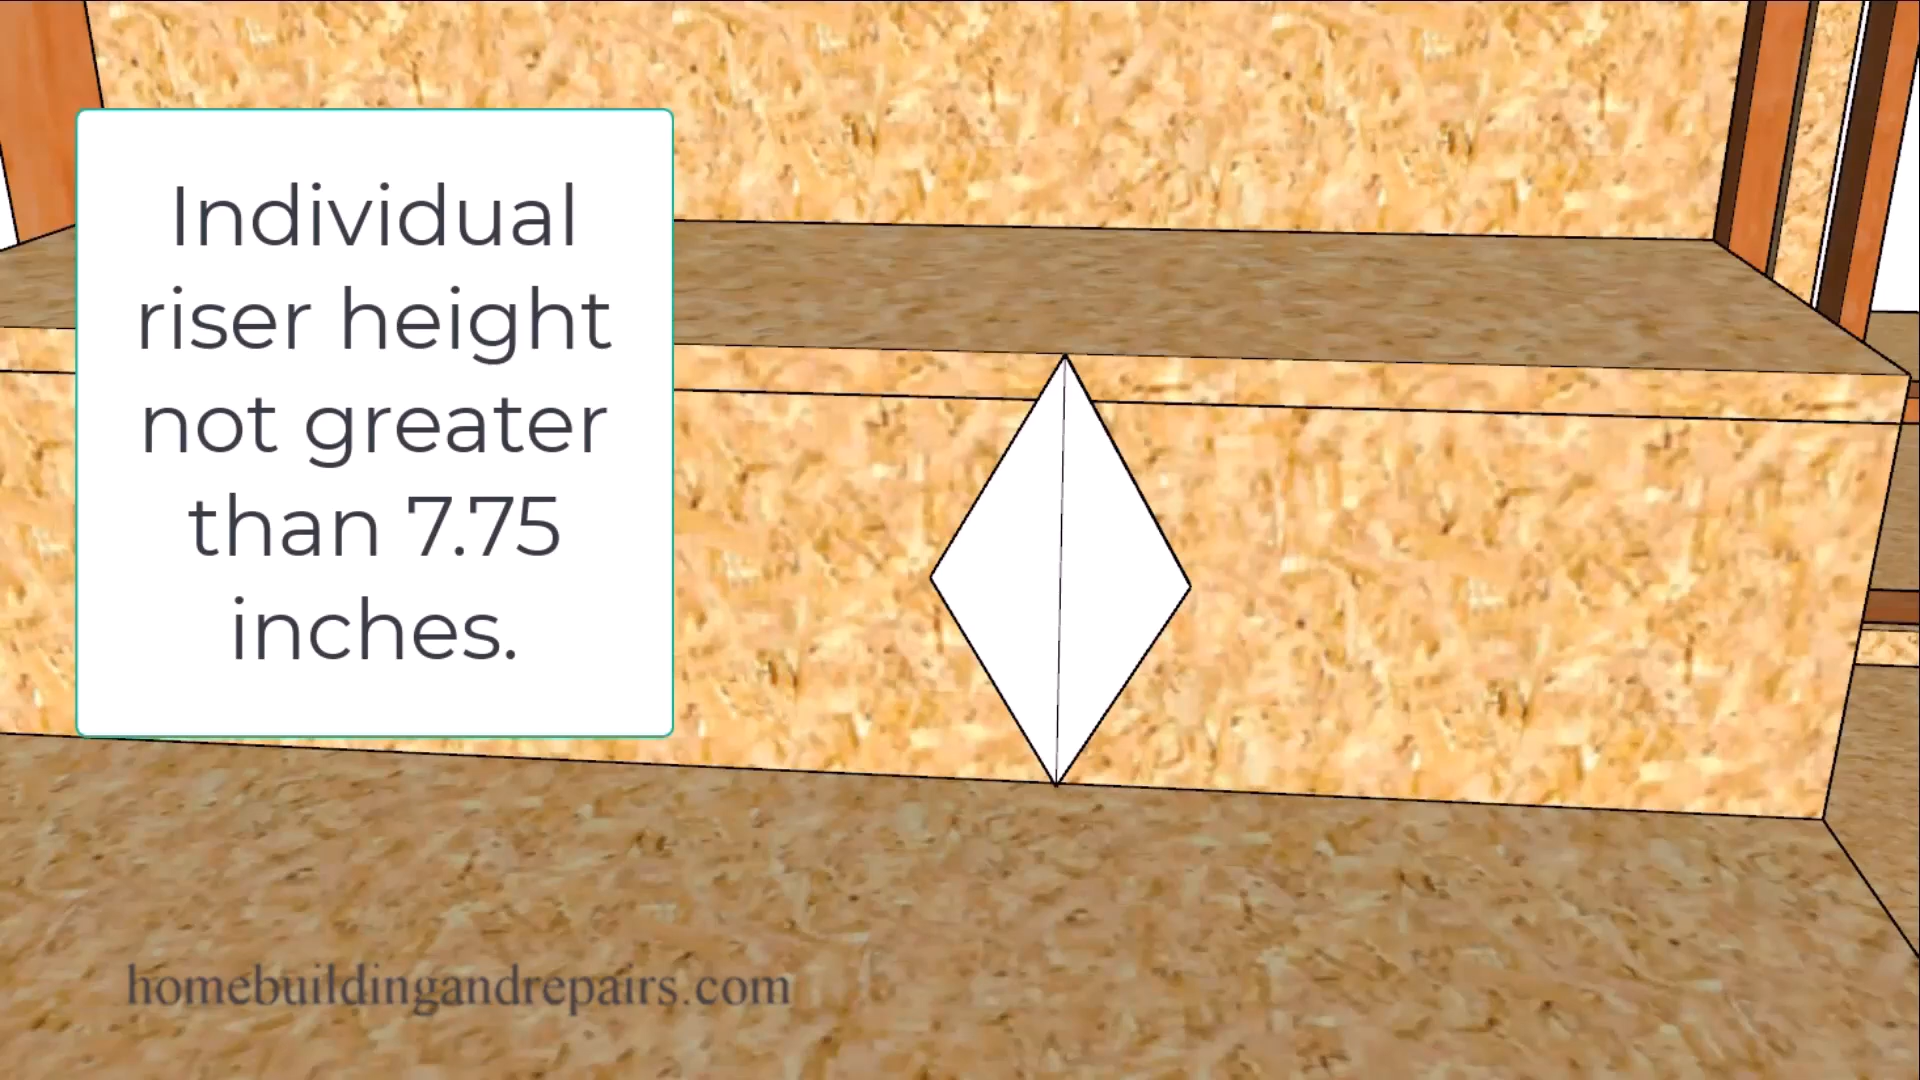 Individual
riser height
not greater
than 7.75
inches.
homebuildingandrepairs.com